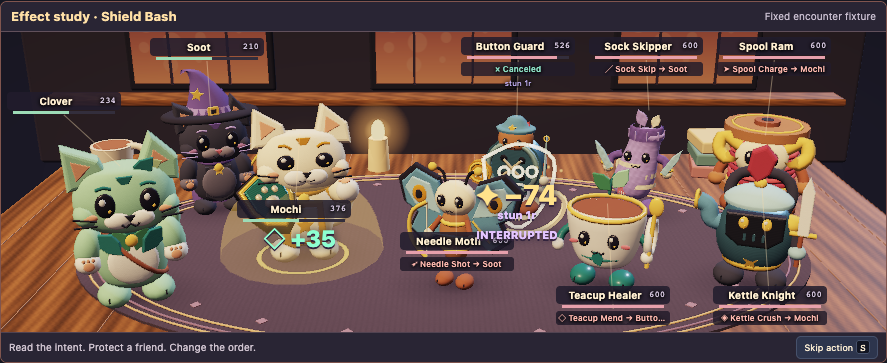 Effect study · Shield Bash
Fixed encounter fixture
Soot 210
Button Guard 526
× Canceled
stun 1r
Sock Skipper 600
Sock Skip → Soot
Spool Ram 600
Spool Charge → Mochi
Clover 234
Mochi 376
+35
-74
stun 1r
INTERRUPTED
Needle Moth
Needle Shot → Soot
Teacup Healer 600
Teacup Mend → Butto...
Kettle Knight 600
Kettle Crush → Mochi
Read the intent. Protect a friend. Change the order.
Skip action S